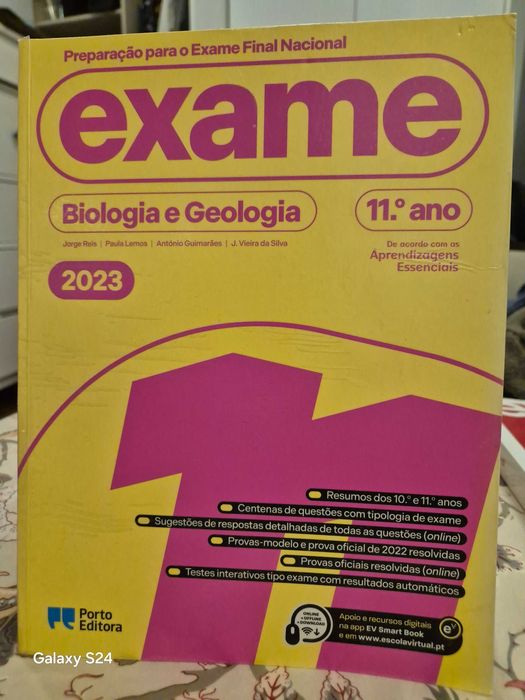 Preparação para o Exame Final Nacional
exame
Biologia e Geologia
11.º ano
Jorge Reis | Paula Lemos | António Guimarães | J. Vieira da Silva
De acordo com as
Aprendizagens
Essenciais
2023
11
Resumos dos 10.º e 11.º anos
Centenas de questões com tipologia de exame
Sugestões de respostas detalhadas de todas as questões (online)
Provas-modelo e prova oficial de 2022 resolvidas
Provas oficiais resolvidas (online)
Testes interativos tipo exame com resultados automáticos
Porto
Editora
ONLINE
+OFFLINE
+DOWNLOAD
Apoio e recursos digitais
na app EV Smart Book
e em www.escolavirtual.pt
Galaxy S24